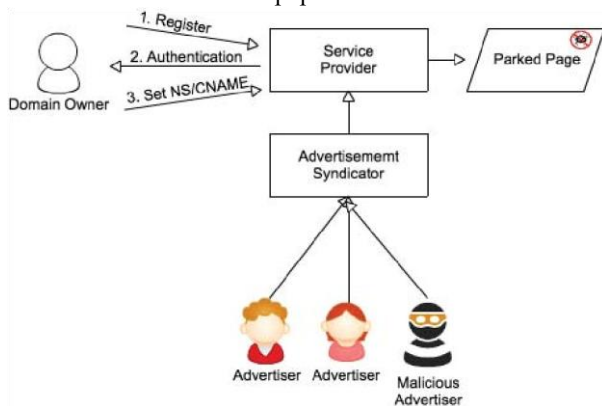 1. Register
2. Authentication
3. Set NS/CNAME
Domain Owner
Service
Provider
Parked Page
Advertisememt
Syndicator
Advertiser
Advertiser
Malicious
Advertiser